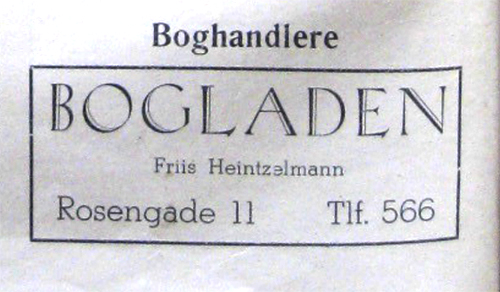 Boghandlere
BOGLADEN
Friis Heintzelmann
Rosengade 11 Tlf. 566